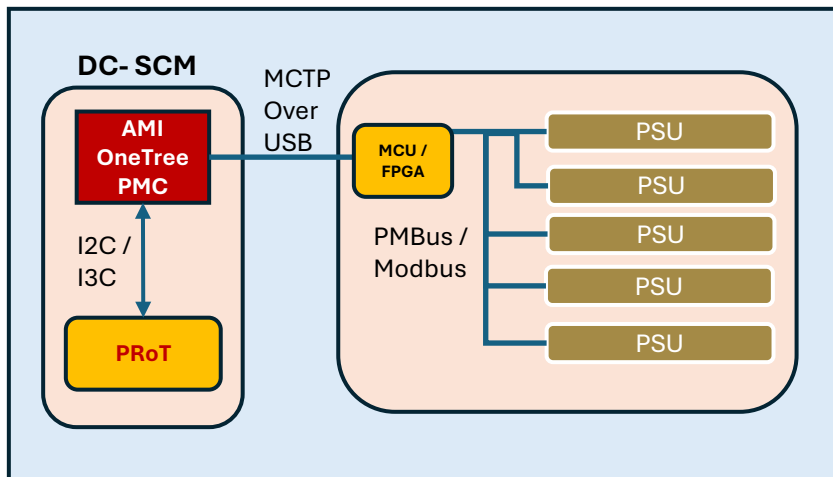 DC- SCM
AMI
OneTree
PMC
I2C /
I3C
PRoT
MCTP
Over
USB
MCU /
FPGA
PMBus /
Modbus
PSU
PSU
PSU
PSU
PSU